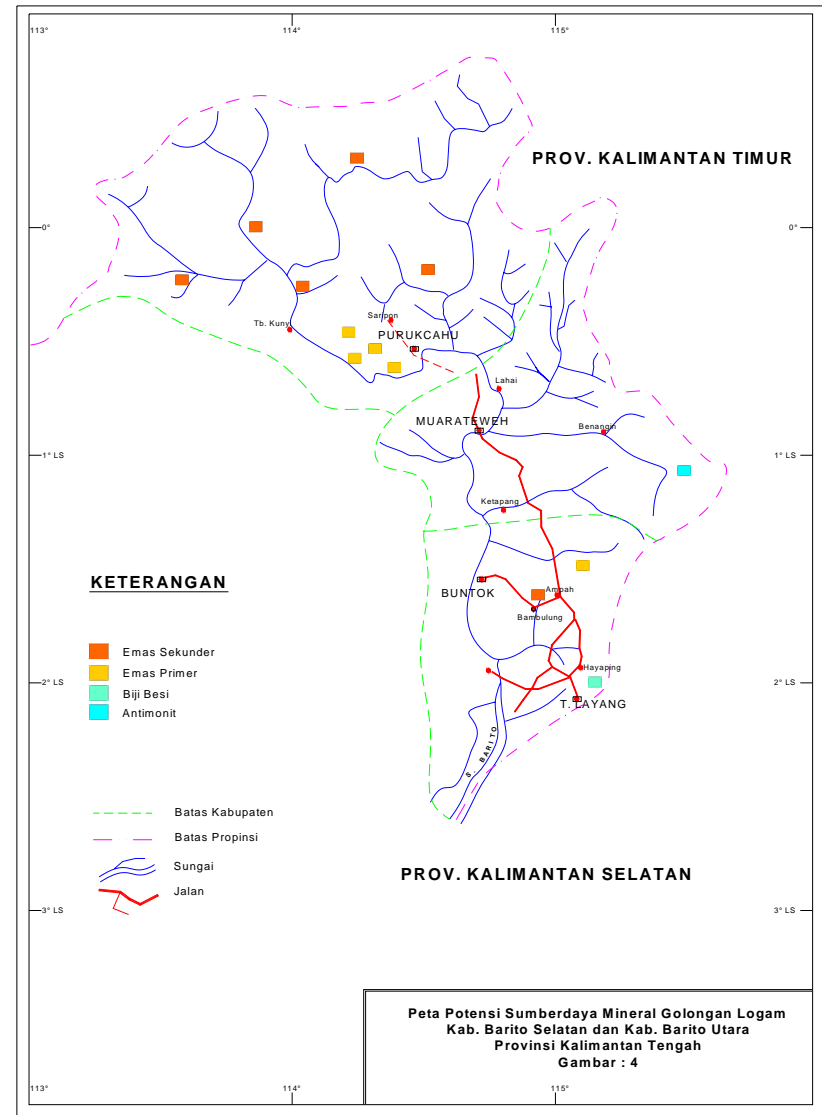 113°
114°
115°
PROV. KALIMANTAN TIMUR
0°
0°
Tb. Kuny
Saripon
PURUKCAHU
Lahai
MUARATEWEH
Benangin
1° LS
1° LS
Ketapang
KETERANGAN
BUNTOK
Ampah
Bambulung
Emas Sekunder
Emas Primer
Biji Besi
Antimonit
Hayaping
2° LS
2° LS
T. LAYANG
S. BARITO
Batas Kabupaten
Batas Propinsi
Sungai
Jalan
PROV. KALIMANTAN SELATAN
3° LS
3° LS
Peta Potensi Sumberdaya Mineral Golongan Logam
Kab. Barito Selatan dan Kab. Barito Utara
Provinsi Kalimantan Tengah
Gambar : 4
113°
114°
115°